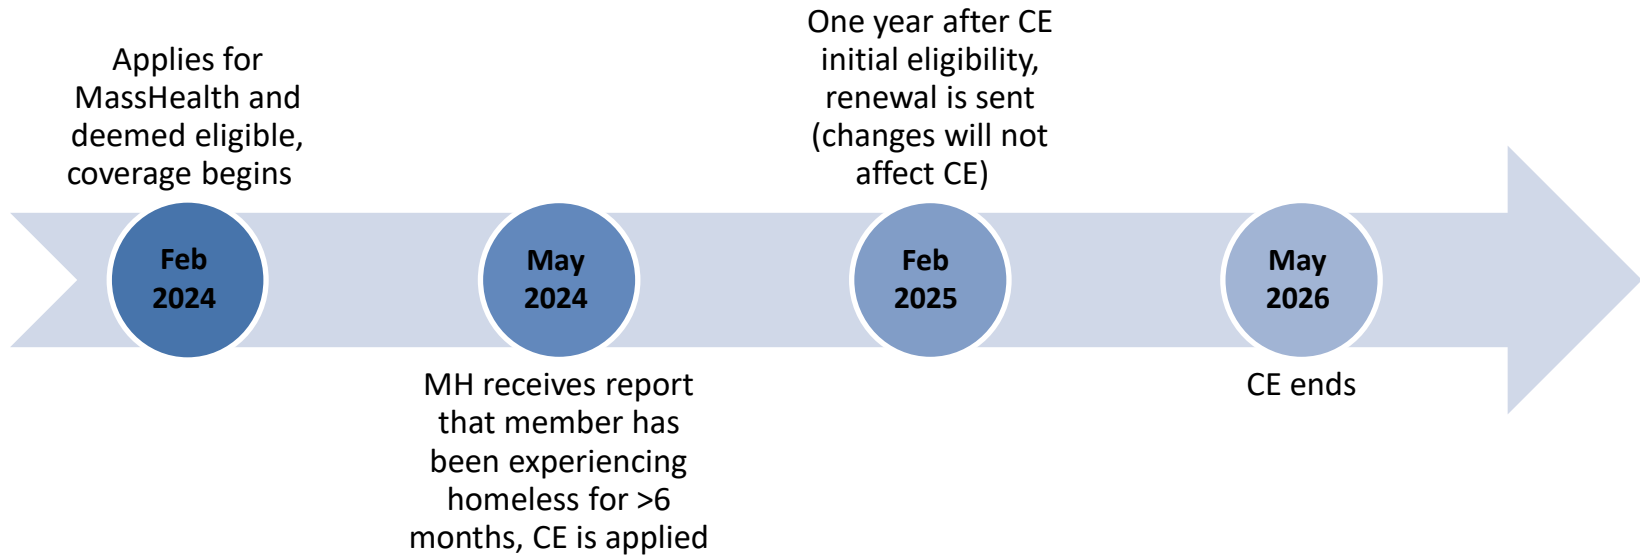 Applies for
MassHealth and
deemed eligible,
coverage begins
Feb
2024
May
2024
MH receives report
that member has
been experiencing
homeless for >6
months, CE is applied
One year after CE
initial eligibility,
renewal is sent
(changes will not
affect CE)
Feb
2025
May
2026
CE ends